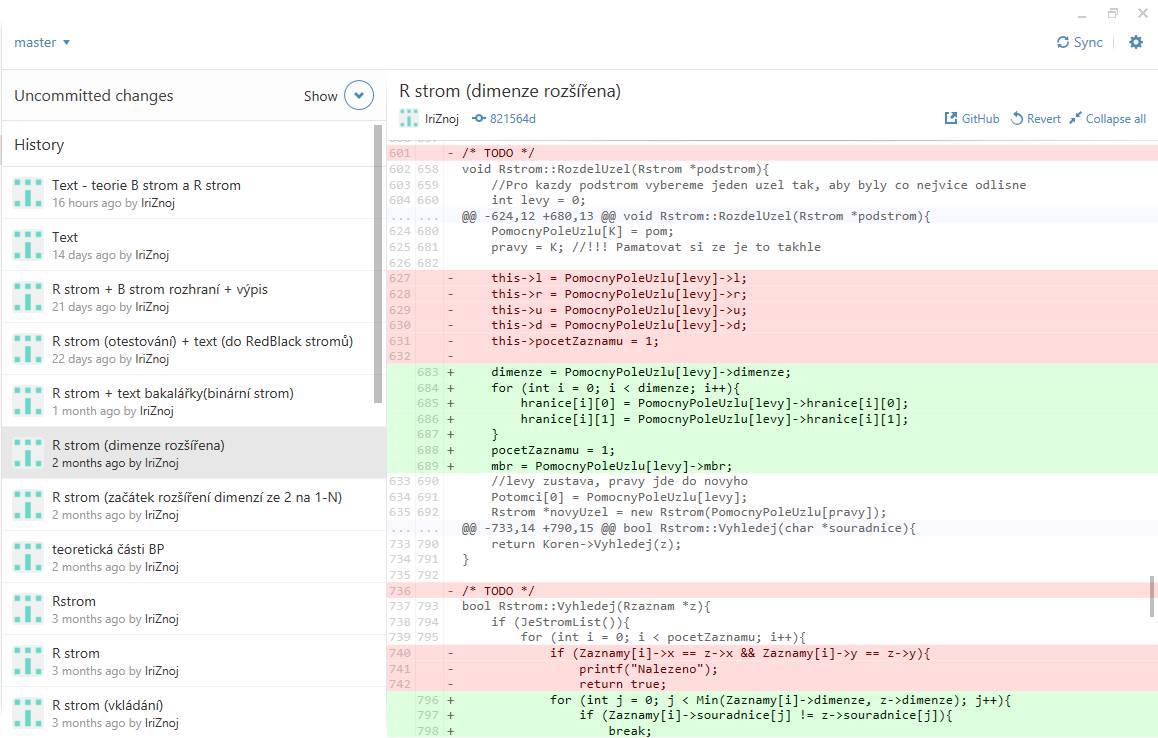 master
Sync
Uncommitted changes
Show
History
Text - teorie B strom a R strom
16 hours ago by IriZnoj
Text
14 days ago by IriZnoj
R strom + B strom rozhraní + výpis
21 days ago by IriZnoj
R strom (otestování) + text (do RedBlack stromů)
22 days ago by IriZnoj
R strom + text bakalářky(binární strom)
1 month ago by IriZnoj
R strom (dimenze rozšířena)
2 months ago by IriZnoj
R strom (začátek rozšíření dimenzí ze 2 na 1-N)
2 months ago by IriZnoj
teoretická části BP
2 months ago by IriZnoj
Rstrom
3 months ago by IriZnoj
R strom
3 months ago by IriZnoj
R strom (vkládání)
3 months ago by IriZnoj
R strom (dimenze rozšířena)
IriZnoj 821564d GitHub Revert Collapse all
601 - /* TODO */
602 658 void Rstrom::RozdelUzel(Rstrom *podstrom){
603 659 //Pro kazdy podstrom vybereme jeden uzel tak, aby byly co nejvice odlisne
604 660 int levy = 0;
... ... @@ -624,12 +680,13 @@ void Rstrom::RozdelUzel(Rstrom *podstrom){
624 680 PomocnyPoleUzlu[K] = pom;
625 681 pravy = K; //!!! Pamatovat si ze je to takhle
626 682
627 - this->l = PomocnyPoleUzlu[levy]->l;
628 - this->r = PomocnyPoleUzlu[levy]->r;
629 - this->u = PomocnyPoleUzlu[levy]->u;
630 - this->d = PomocnyPoleUzlu[levy]->d;
631 - this->pocetZaznamu = 1;
632 -
683 + dimenze = PomocnyPoleUzlu[levy]->dimenze;
684 + for (int i = 0; i < dimenze; i++){
685 + hranice[i][0] = PomocnyPoleUzlu[levy]->hranice[i][0];
686 + hranice[i][1] = PomocnyPoleUzlu[levy]->hranice[i][1];
687 + }
688 + pocetZaznamu = 1;
689 + mbr = PomocnyPoleUzlu[levy]->mbr;
633 690 //levy zustava, pravy jde do novyho
634 691 Potomci[0] = PomocnyPoleUzlu[levy];
635 692 Rstrom *novyUzel = new Rstrom(PomocnyPoleUzlu[pravy]);
... ... @@ -733,14 +790,15 @@ bool Rstrom::Vyhledej(char *souradnice){
733 790 return Koren->Vyhledej(z);
734 791 }
735 792
736 - /* TODO */
737 793 bool Rstrom::Vyhledej(Rzaznam *z){
738 794 if (JeStromList()){
739 795 for (int i = 0; i < pocetZaznamu; i++){
740 - if (Zaznamy[i]->x == z->x && Zaznamy[i]->y == z->y){
741 - printf("Nalezeno");
742 - return true;
796 + for (int j = 0; j < Min(Zaznamy[i]->dimenze, z->dimenze); j++){
797 + if (Zaznamy[i]->souradnice[j] != z->souradnice[j]){
798 + break;